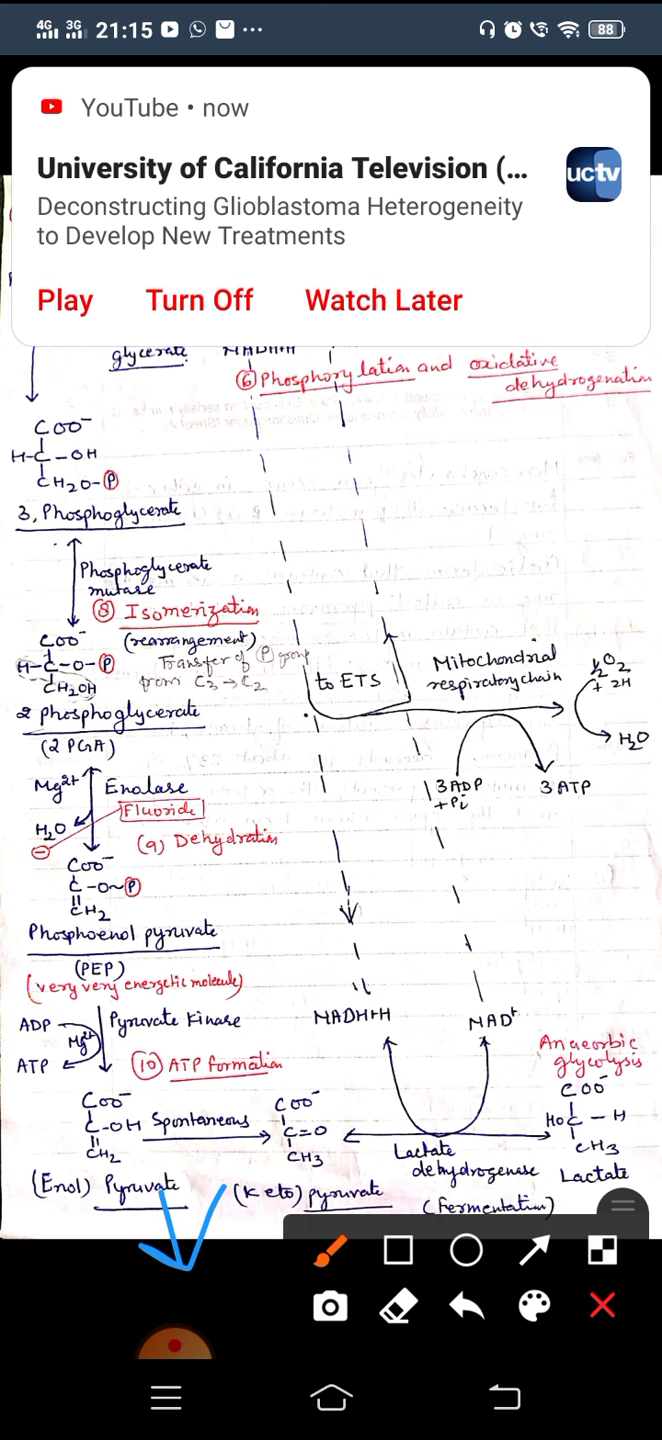 4G 3G 21:15 ... 88
YouTube • now
University of California Television (...
uctv
Deconstructing Glioblastoma Heterogeneity
to Develop New Treatments
Play Turn Off Watch Later
glycerate NADH+H
⑥ Phosphorylation and oxidative
dehydrogenation
COO⁻
H-C-OH
CH2O-Ⓟ
3, Phosphoglycerate
Phosphoglycerate
mutase
⑧ Isomerization
(rearrangement)
Transfer of Ⓟ group
from C3→C2
COO⁻
H-C-O-Ⓟ
CH2OH
2 phosphoglycerate
(2 PGA)
to ETS
Mitochondrial
respiratory chain
½O2
+ 2H
H2O
3ADP
+Pi
3 ATP
Mg2+
Enolase
Fluoride
H2O
⊖
(9) Dehydration
COO⁻
C-O~Ⓟ
CH2
Phosphoenol pyruvate
(PEP)
(very very energetic molecule)
ADP
Pyruvate Kinase
Mg2+
ATP
⑩ ATP formation
NADH+H
NAD+
Anaeorbic
glycolysis
COO⁻
C-OH
CH2
Spontaneous
COO⁻
C=O
CH3
Lactate
dehydrogenase
(Fermentation)
COO⁻
HO C-H
CH3
Lactate
(Enol) Pyruvate
(Keto) pyruvate